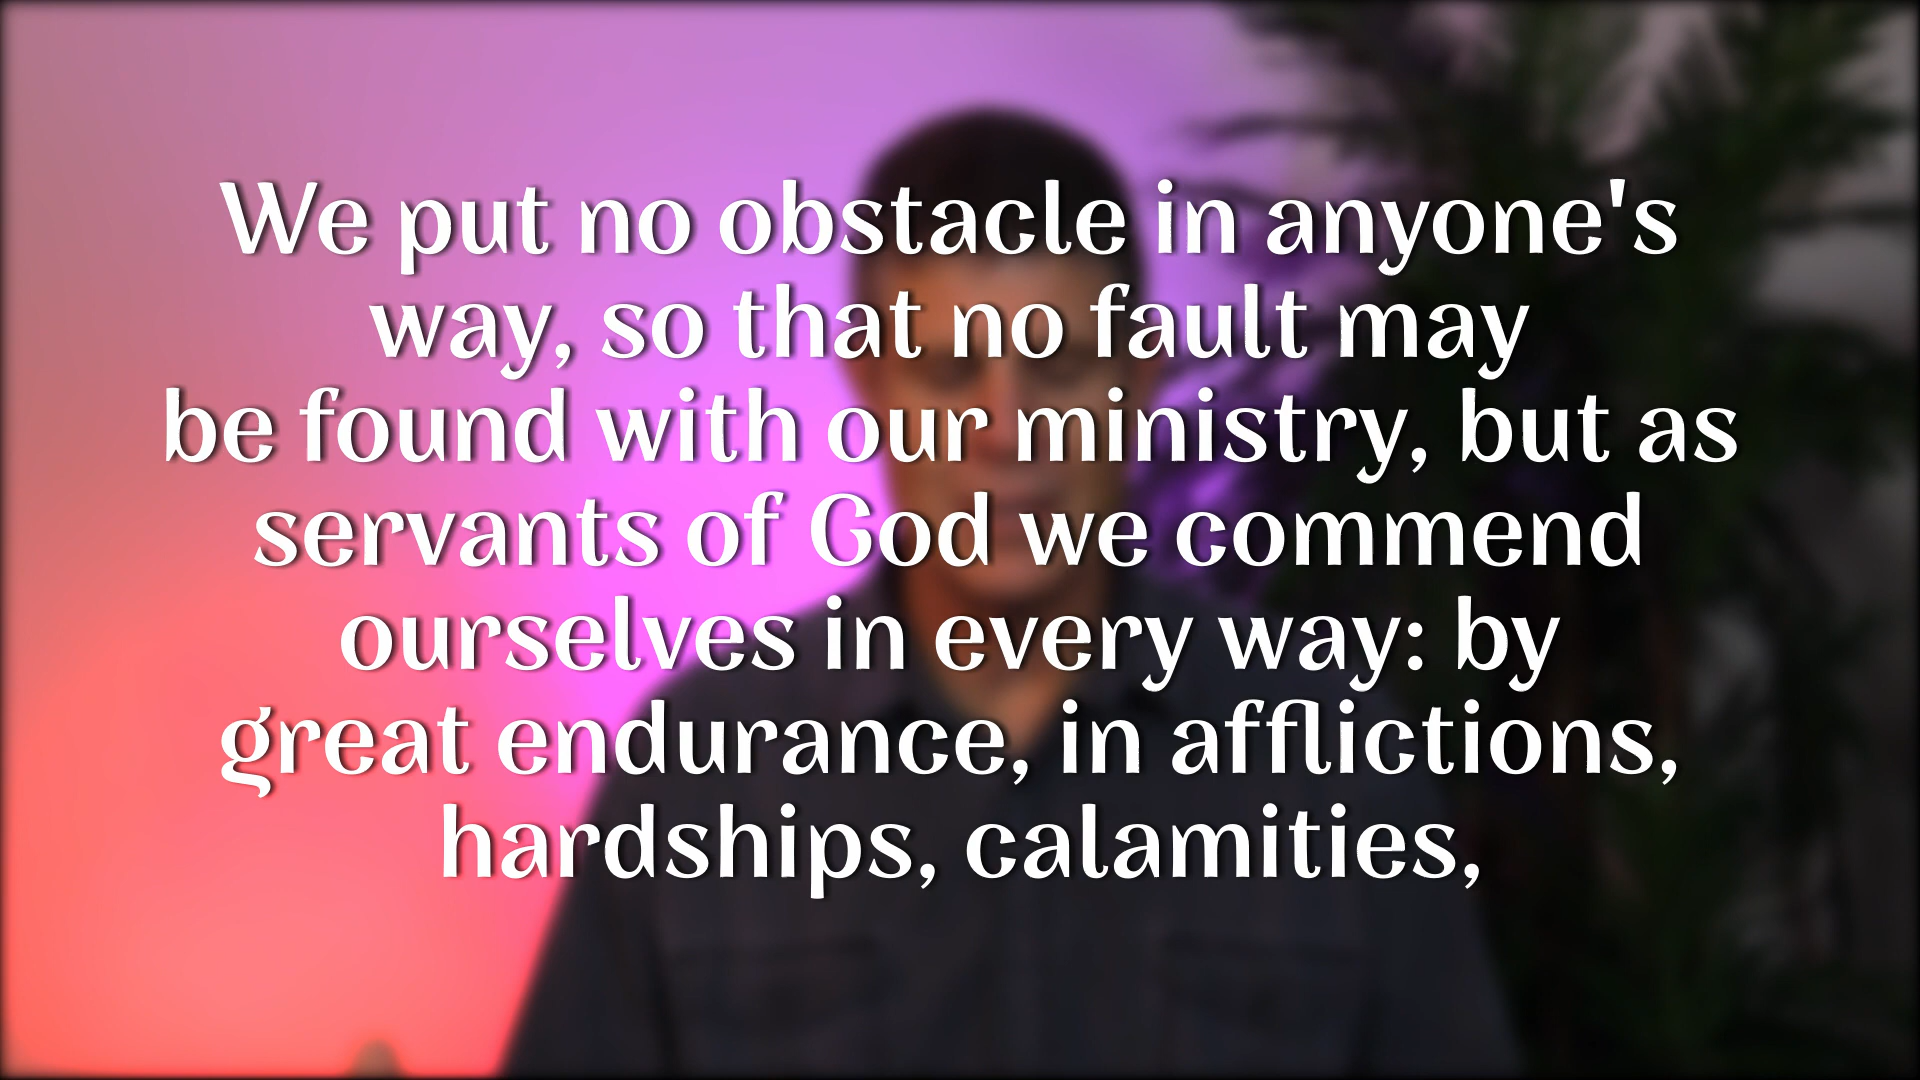 We put no obstacle in anyone's
way, so that no fault may
be found with our ministry, but as
servants of God we commend
ourselves in every way: by
great endurance, in afflictions,
hardships, calamities,